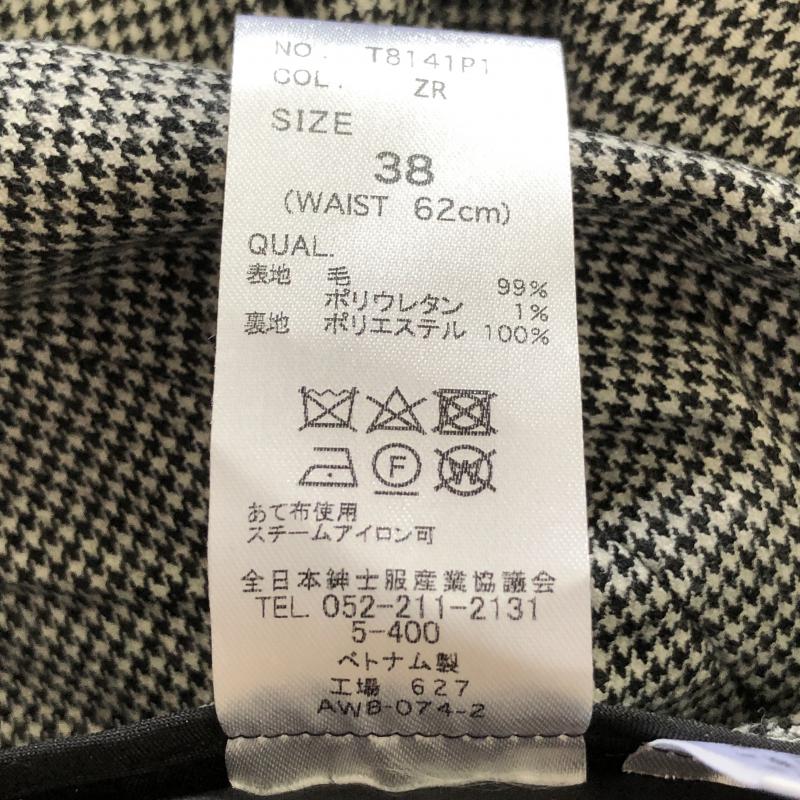 NO. T8141P1
COL. ZR
SIZE
38
(WAIST 62cm)
QUAL.
表地 毛 99%
ポリウレタン 1%
裏地 ポリエステル 100%
F
W
あて布使用
スチームアイロン可
全日本紳士服産業協議会
TEL 052-211-2131
5-400
ベトナム製
工場 627
AW8-074-2